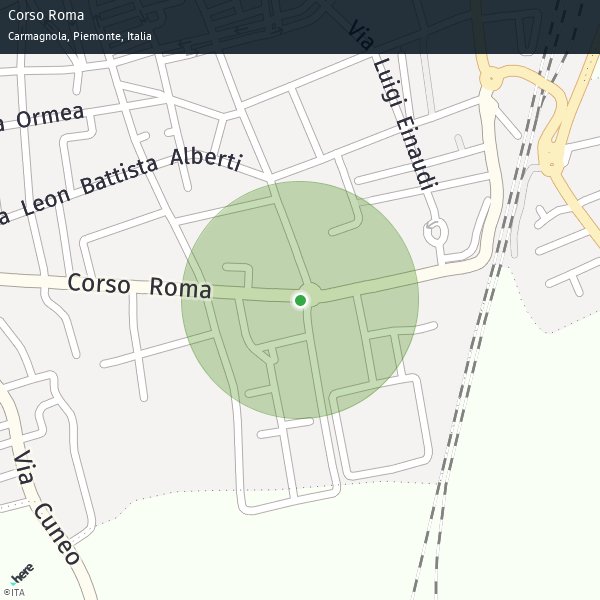 Corso Roma
Carmagnola, Piemonte, Italia
Via Luigi Einaudi
a Ormea
a Leon Battista Alberti
Corso Roma
Via Cuneo
here
©ITA